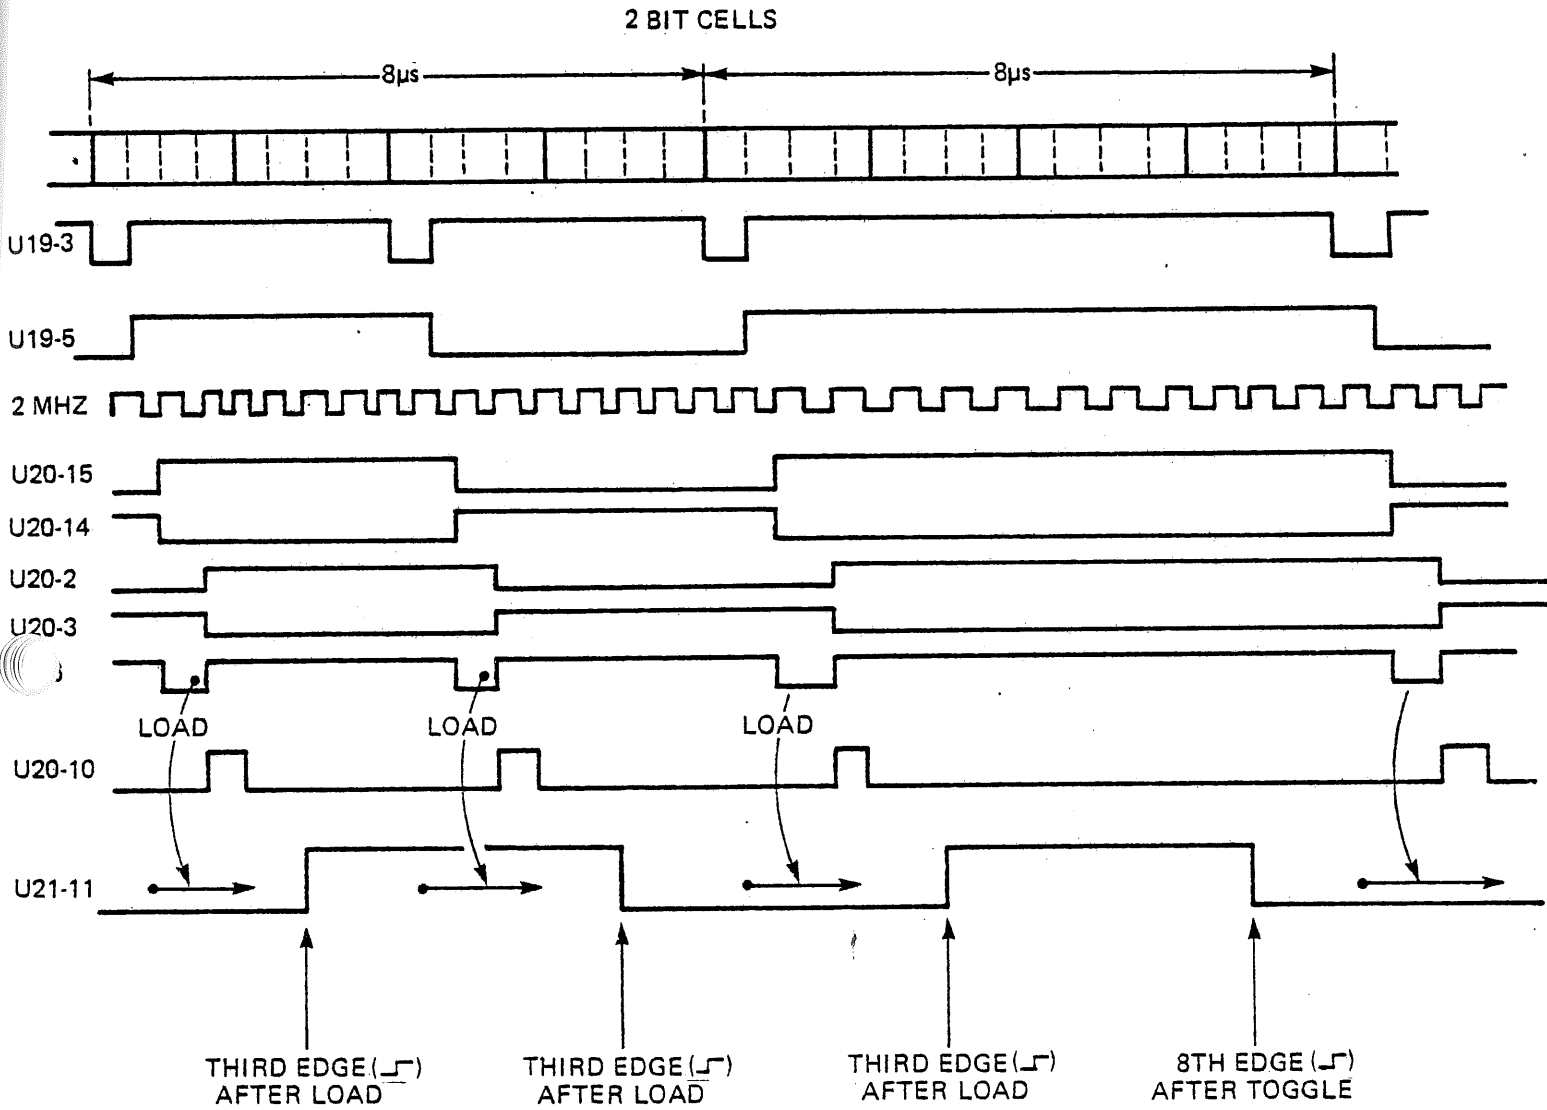 2 BIT CELLS
8µs 8µs
U19-3
U19-5
2 MHZ
U20-15
U20-14
U20-2
U20-3
LOAD LOAD LOAD
U20-10
U21-11
THIRD EDGE ( ) THIRD EDGE ( ) THIRD EDGE ( ) 8TH EDGE ( )
AFTER LOAD AFTER LOAD AFTER LOAD AFTER TOGGLE